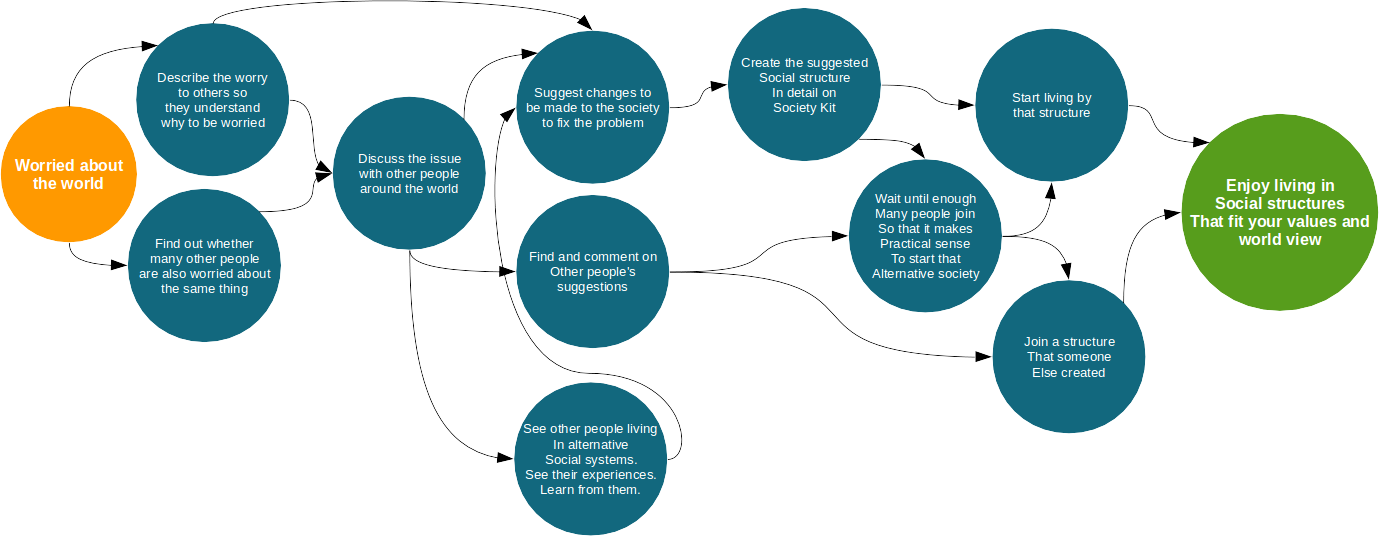 Worried about
the world
Describe the worry
to others so
they understand
why to be worried
Find out whether
many other people
are also worried about
the same thing
Discuss the issue
with other people
around the world
Suggest changes to
be made to the society
to fix the problem
Find and comment on
Other people's
suggestions
See other people living
In alternative
Social systems.
See their experiences.
Learn from them.
Create the suggested
Social structure
In detail on
Society Kit
Wait until enough
Many people join
So that it makes
Practical sense
To start that
Alternative society
Start living by
that structure
Join a structure
That someone
Else created
Enjoy living in
Social structures
That fit your values and
world view